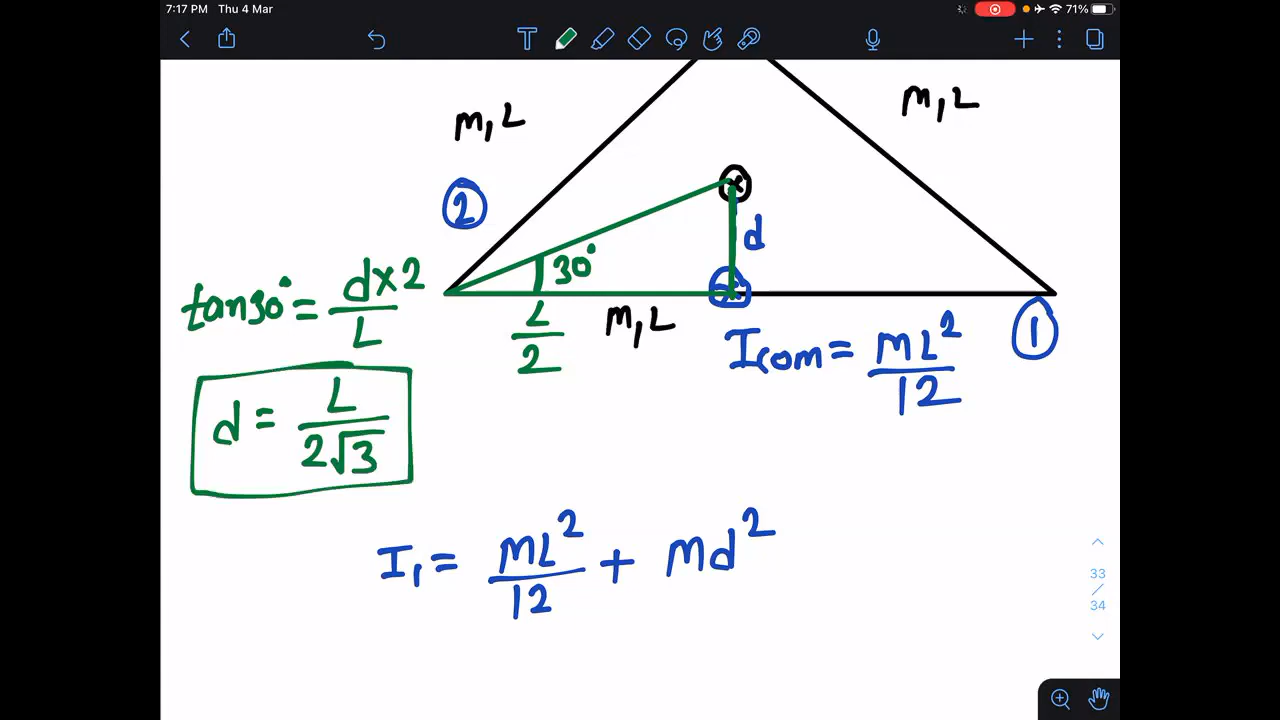 7:17 PM Thu 4 Mar
71%
T
m, L
m, L
2
d
30°
tan30° = d×2 / L
L / 2
m, L
1
Icom = mL² / 12
d = L / 2√3
I₁ = mL² / 12 + md²
33
/
34